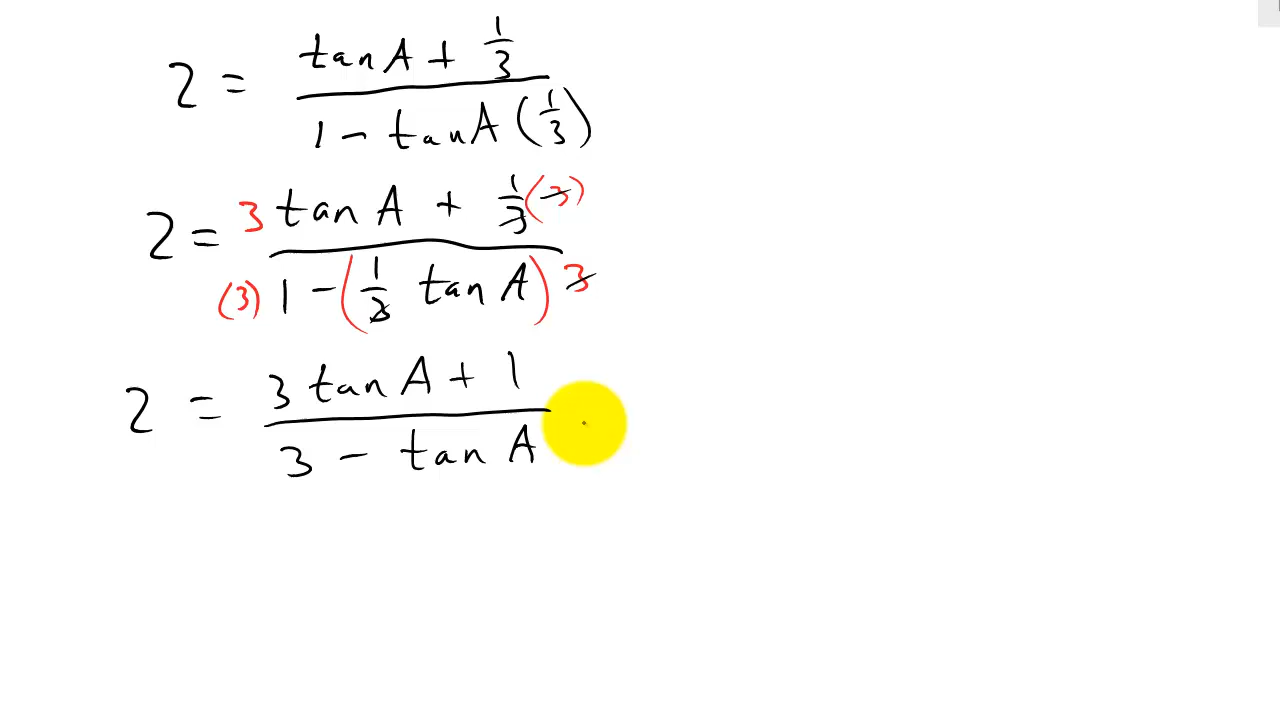 2 = (tan A + 1/3) / (1 - tan A (1/3))
2 = (3 tan A + 1/3 (3)) / ((3) 1 - (1/3 tan A) 3)
2 = (3 tan A + 1) / (3 - tan A)